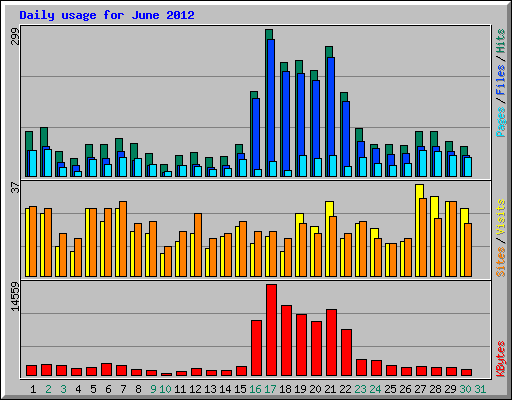 Daily usage for June 2012
299
Pages / Files / Hits
37
Sites / Visits
14559
KBytes
1 2 3 4 5 6 7 8 9 10 11 12 13 14 15 16 17 18 19 20 21 22 23 24 25 26 27 28 29 30 31